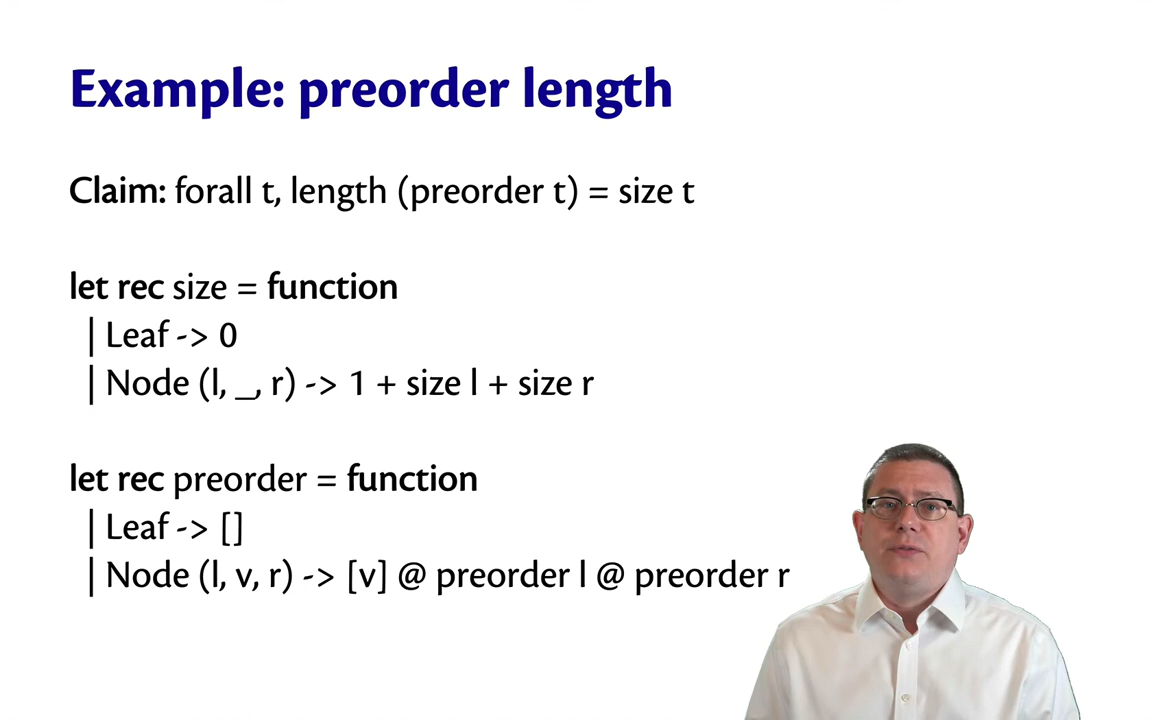 Example: preorder length
Claim: forall t, length (preorder t) = size t
let rec size = function
| Leaf -> 0
| Node (l, _, r) -> 1 + size l + size r
let rec preorder = function
| Leaf -> []
| Node (l, v, r) -> [v] @ preorder l @ preorder r